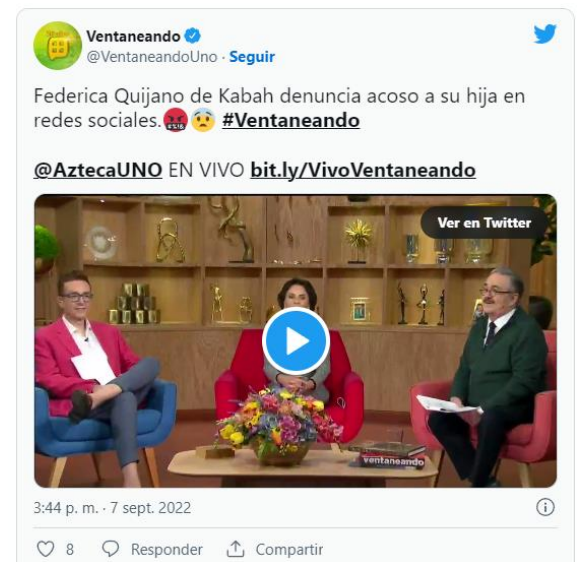 Ventaneando
@VentaneandoUno · Seguir
Federica Quijano de Kabah denuncia acoso a su hija en
redes sociales.🤬😰 #Ventaneando
@AztecaUNO EN VIVO bit.ly/VivoVentaneando
Ver en Twitter
ventaneando
3:44 p. m. · 7 sept. 2022
8 Responder Compartir